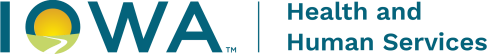 IOWA™
Health and
Human Services